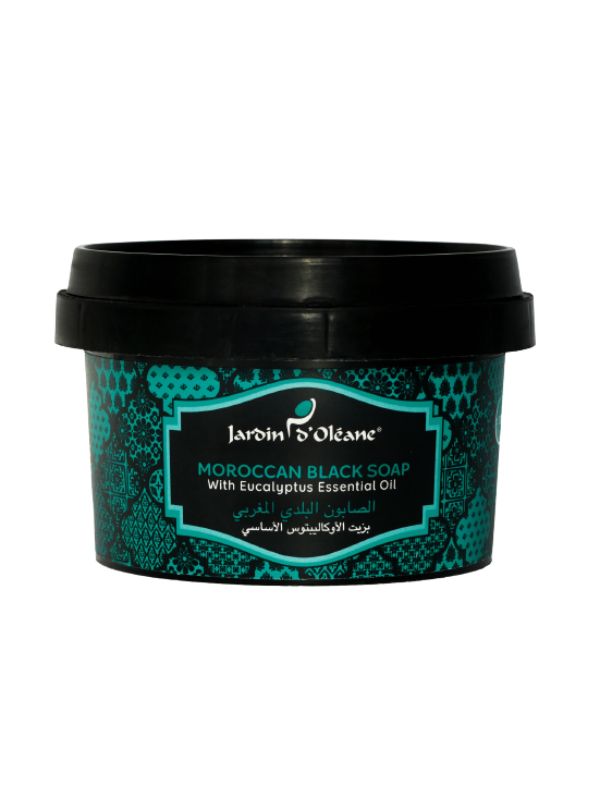 Jardin d'Oléane®
MOROCCAN BLACK SOAP
With Eucalyptus Essential Oil
الصابون البلدي المغربي
بزيت الأوكاليبتوس الأساسي